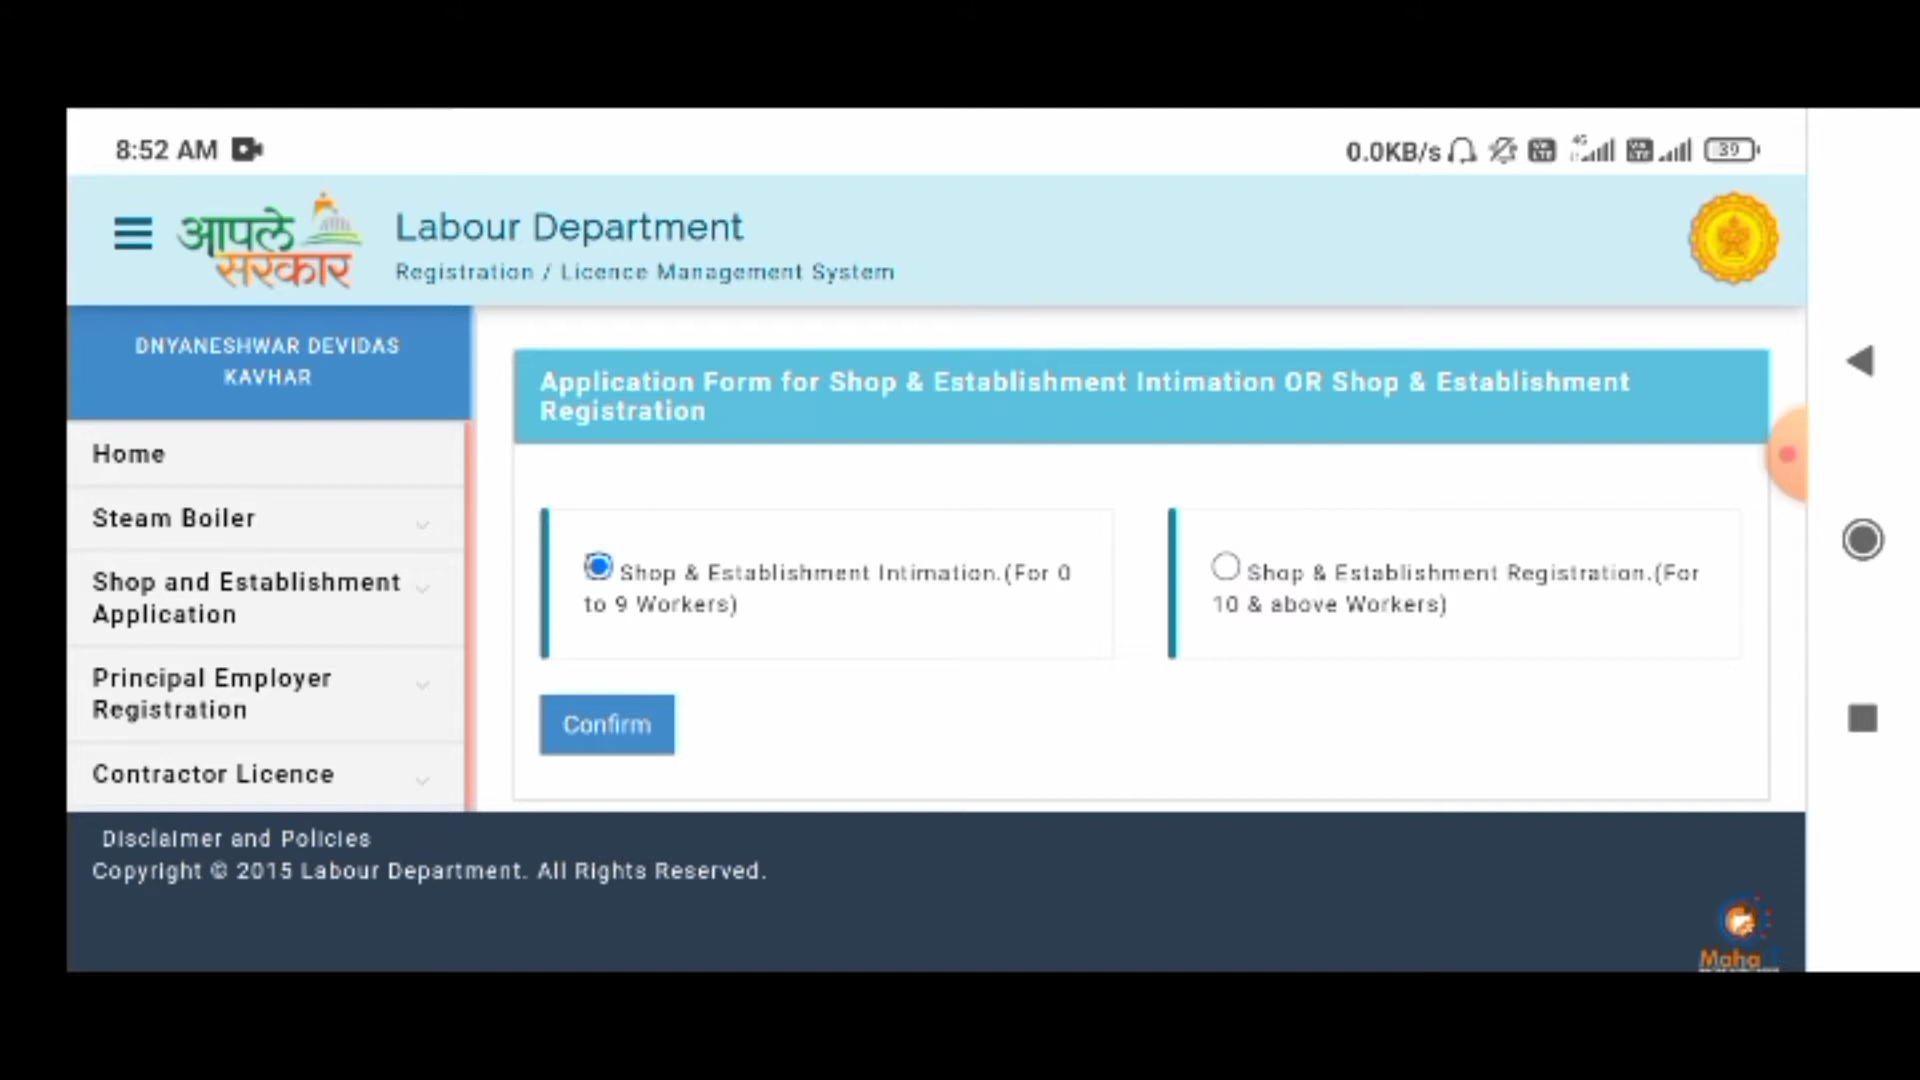 8:52 AM
0.0KB/s 4G 39
आपले
सरकार
Labour Department
Registration / Licence Management System
DNYANESHWAR DEVIDAS
KAVHAR
Home
Steam Boiler
Shop and Establishment
Application
Principal Employer
Registration
Contractor Licence
Application Form for Shop & Establishment Intimation OR Shop & Establishment
Registration
Shop & Establishment Intimation.(For 0
to 9 Workers)
Shop & Establishment Registration.(For
10 & above Workers)
Confirm
Disclaimer and Policies
Copyright © 2015 Labour Department. All Rights Reserved.
Maha